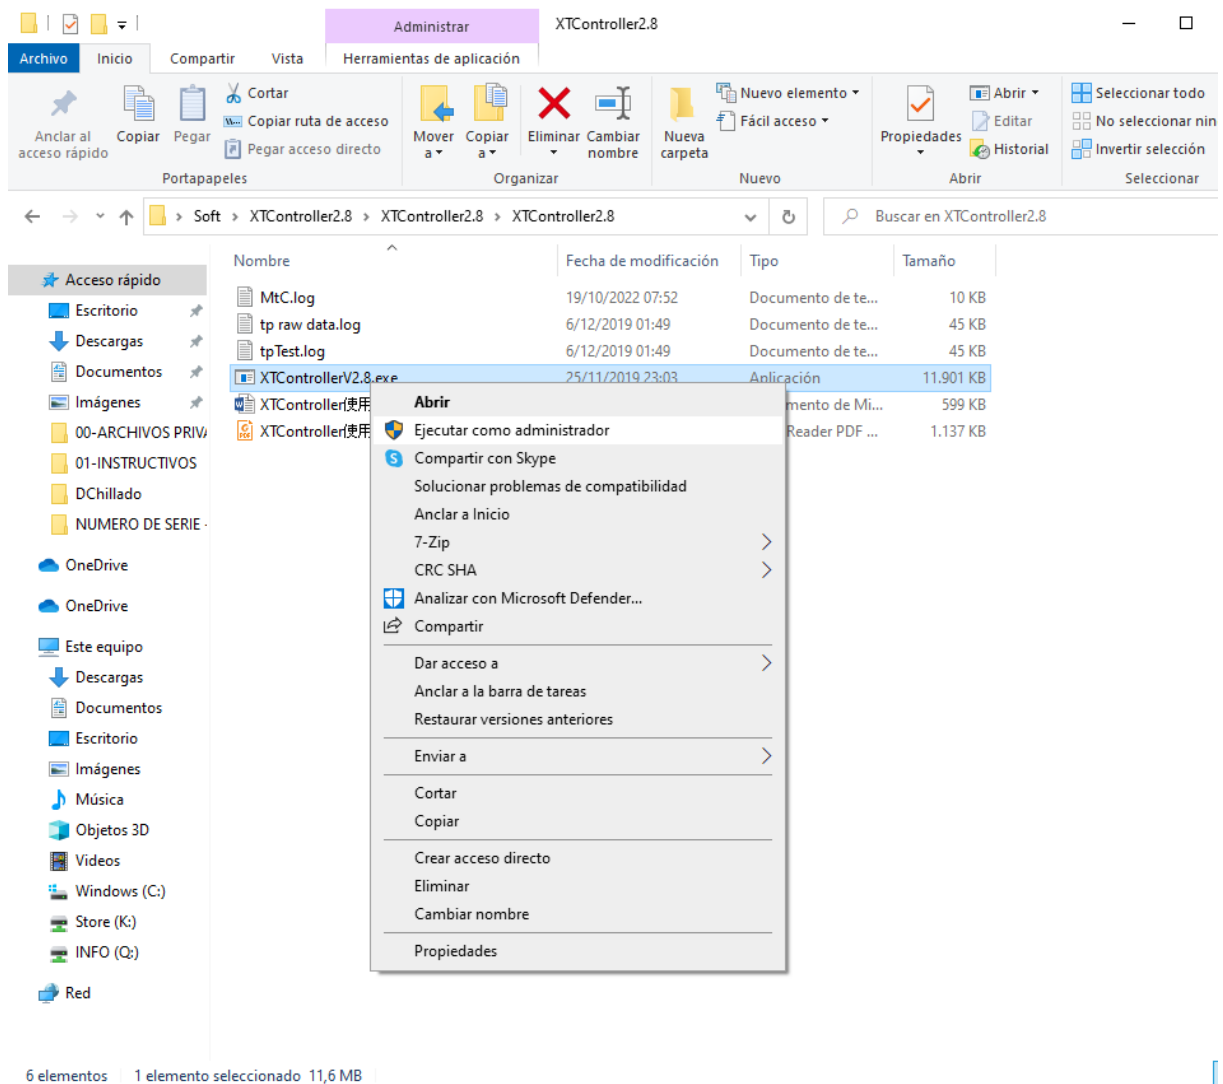 Administrar
XTController2.8
Archivo Inicio Compartir Vista Herramientas de aplicación
Anclar al
acceso rápido
Copiar
Pegar
Cortar
Copiar ruta de acceso
Pegar acceso directo
Portapapeles
Mover
a
Copiar
a
Eliminar
Cambiar
nombre
Organizar
Nueva
carpeta
Nuevo elemento
Fácil acceso
Nuevo
Propiedades
Abrir
Editar
Historial
Abrir
Seleccionar todo
No seleccionar nin
Invertir selección
Seleccionar
Soft > XTController2.8 > XTController2.8 > XTController2.8
Buscar en XTController2.8
Nombre Fecha de modificación Tipo Tamaño
MtC.log 19/10/2022 07:52 Documento de te... 10 KB
tp raw data.log 6/12/2019 01:49 Documento de te... 45 KB
tpTest.log 6/12/2019 01:49 Documento de te... 45 KB
XTControllerV2.8.exe 25/11/2019 23:03 Aplicación 11.901 KB
XTController使用 mento de Mi... 599 KB
XTController使用 Reader PDF ... 1.137 KB
Acceso rápido
Escritorio
Descargas
Documentos
Imágenes
00-ARCHIVOS PRIV
01-INSTRUCTIVOS
DChillado
NUMERO DE SERIE -
OneDrive
OneDrive
Este equipo
Descargas
Documentos
Escritorio
Imágenes
Música
Objetos 3D
Videos
Windows (C:)
Store (K:)
INFO (Q:)
Red
Abrir
Ejecutar como administrador
Compartir con Skype
Solucionar problemas de compatibilidad
Anclar a Inicio
7-Zip
CRC SHA
Analizar con Microsoft Defender...
Compartir
Dar acceso a
Anclar a la barra de tareas
Restaurar versiones anteriores
Enviar a
Cortar
Copiar
Crear acceso directo
Eliminar
Cambiar nombre
Propiedades
6 elementos 1 elemento seleccionado 11,6 MB